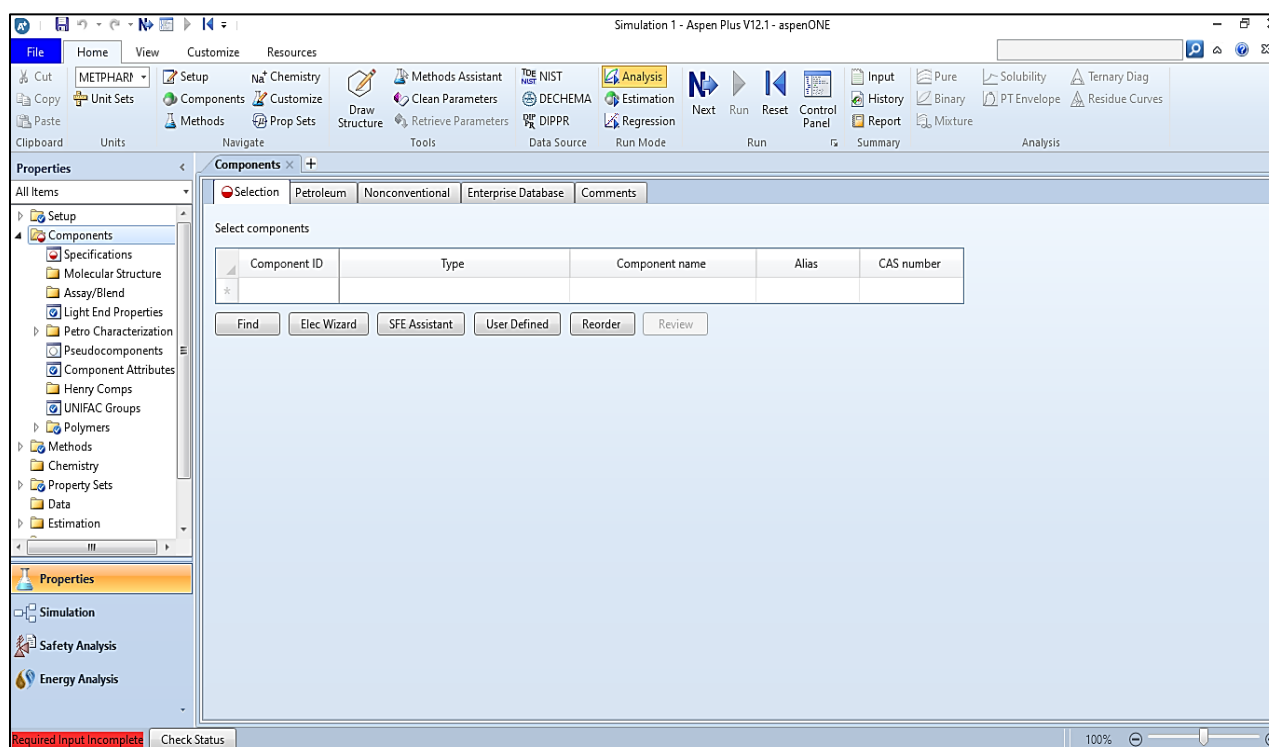 Simulation 1 - Aspen Plus V12.1 - aspenONE
File Home View Customize Resources
Cut METPHARM Setup Na+ Chemistry Methods Assistant NIST Analysis Input Pure Solubility Ternary Diag
Copy Unit Sets Components Customize Draw Structure Clean Parameters DECHEMA Estimation Next Run Reset Control Panel History Binary PT Envelope Residue Curves
Paste Methods Prop Sets Retrieve Parameters DIPPR Regression Report Mixture
Clipboard Units Navigate Tools Data Source Run Mode Run Summary Analysis
Properties
Components
All Items
Selection Petroleum Nonconventional Enterprise Database Comments
Setup
Components
Specifications
Molecular Structure
Assay/Blend
Light End Properties
Petro Characterization
Pseudocomponents
Component Attributes
Henry Comps
UNIFAC Groups
Polymers
Methods
Chemistry
Property Sets
Data
Estimation
Select components
Component ID Type Component name Alias CAS number
Find Elec Wizard SFE Assistant User Defined Reorder Review
Properties
Simulation
Safety Analysis
Energy Analysis
Required Input Incomplete Check Status 100%